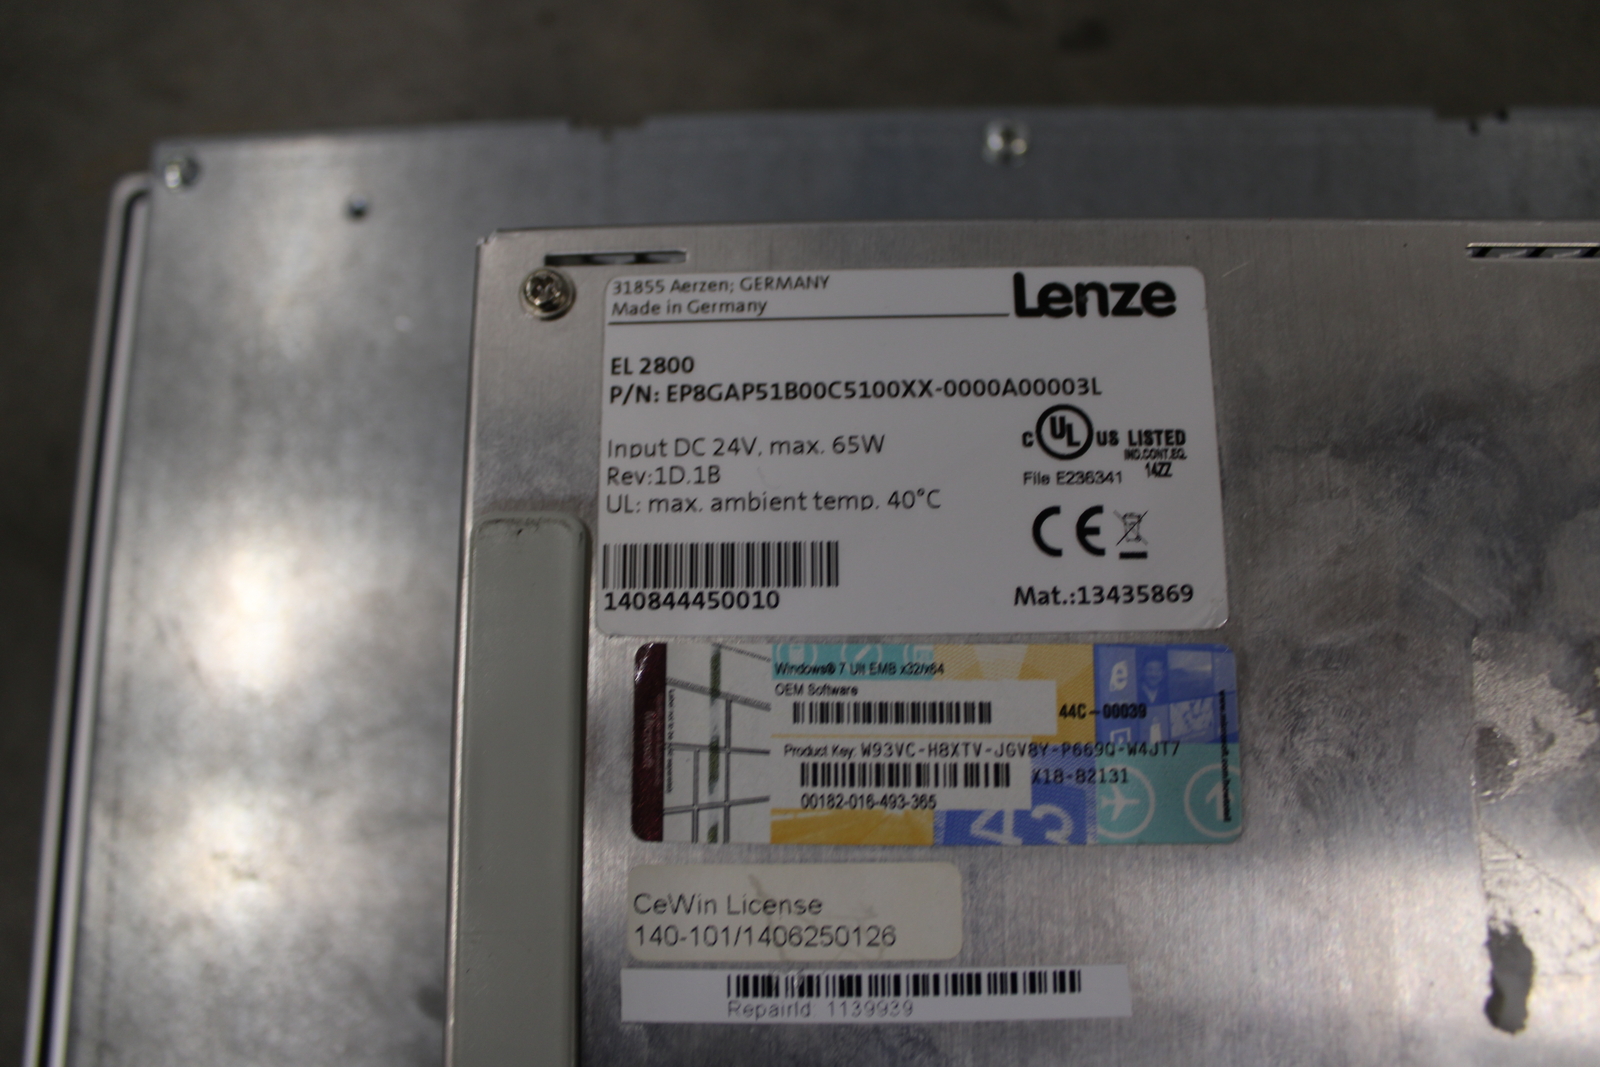 31855 Aerzen; GERMANY
Made in Germany
Lenze
EL 2800
P/N: EP8GAP51B00C5100XX-0000A00003L
Input DC 24V, max. 65W
Rev:1D.1B
UL: max. ambient temp. 40°C
C UL US LISTED
IND.CONT.EQ.
14ZZ
File E236341
CE
140844450010
Mat.:13435869
Windows® 7 Ult EMB x32/x64
OEM Software
44C-00039
Product Key: W93VC-H8XTV-JGV8Y-P669Q-W4JT7
X18-82131
00182-016-493-365
Microsoft
CeWin License
140-101/1406250126
RepairId: 1139939